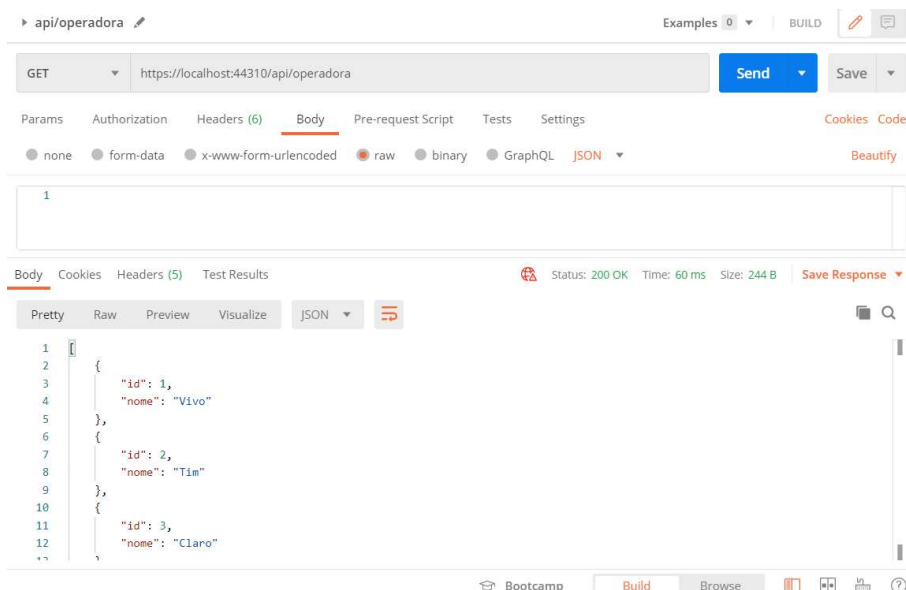 api/operadora Examples 0 BUILD
GET https://localhost:44310/api/operadora Send Save
Params Authorization Headers (6) Body Pre-request Script Tests Settings Cookies Code
none form-data x-www-form-urlencoded raw binary GraphQL JSON Beautify
1
Body Cookies Headers (5) Test Results Status: 200 OK Time: 60 ms Size: 244 B Save Response
Pretty Raw Preview Visualize JSON
1 [
2 {
3 "id": 1,
4 "nome": "Vivo"
5 },
6 {
7 "id": 2,
8 "nome": "Tim"
9 },
10 {
11 "id": 3,
12 "nome": "Claro"
13 }
Bootcamp Build Browse